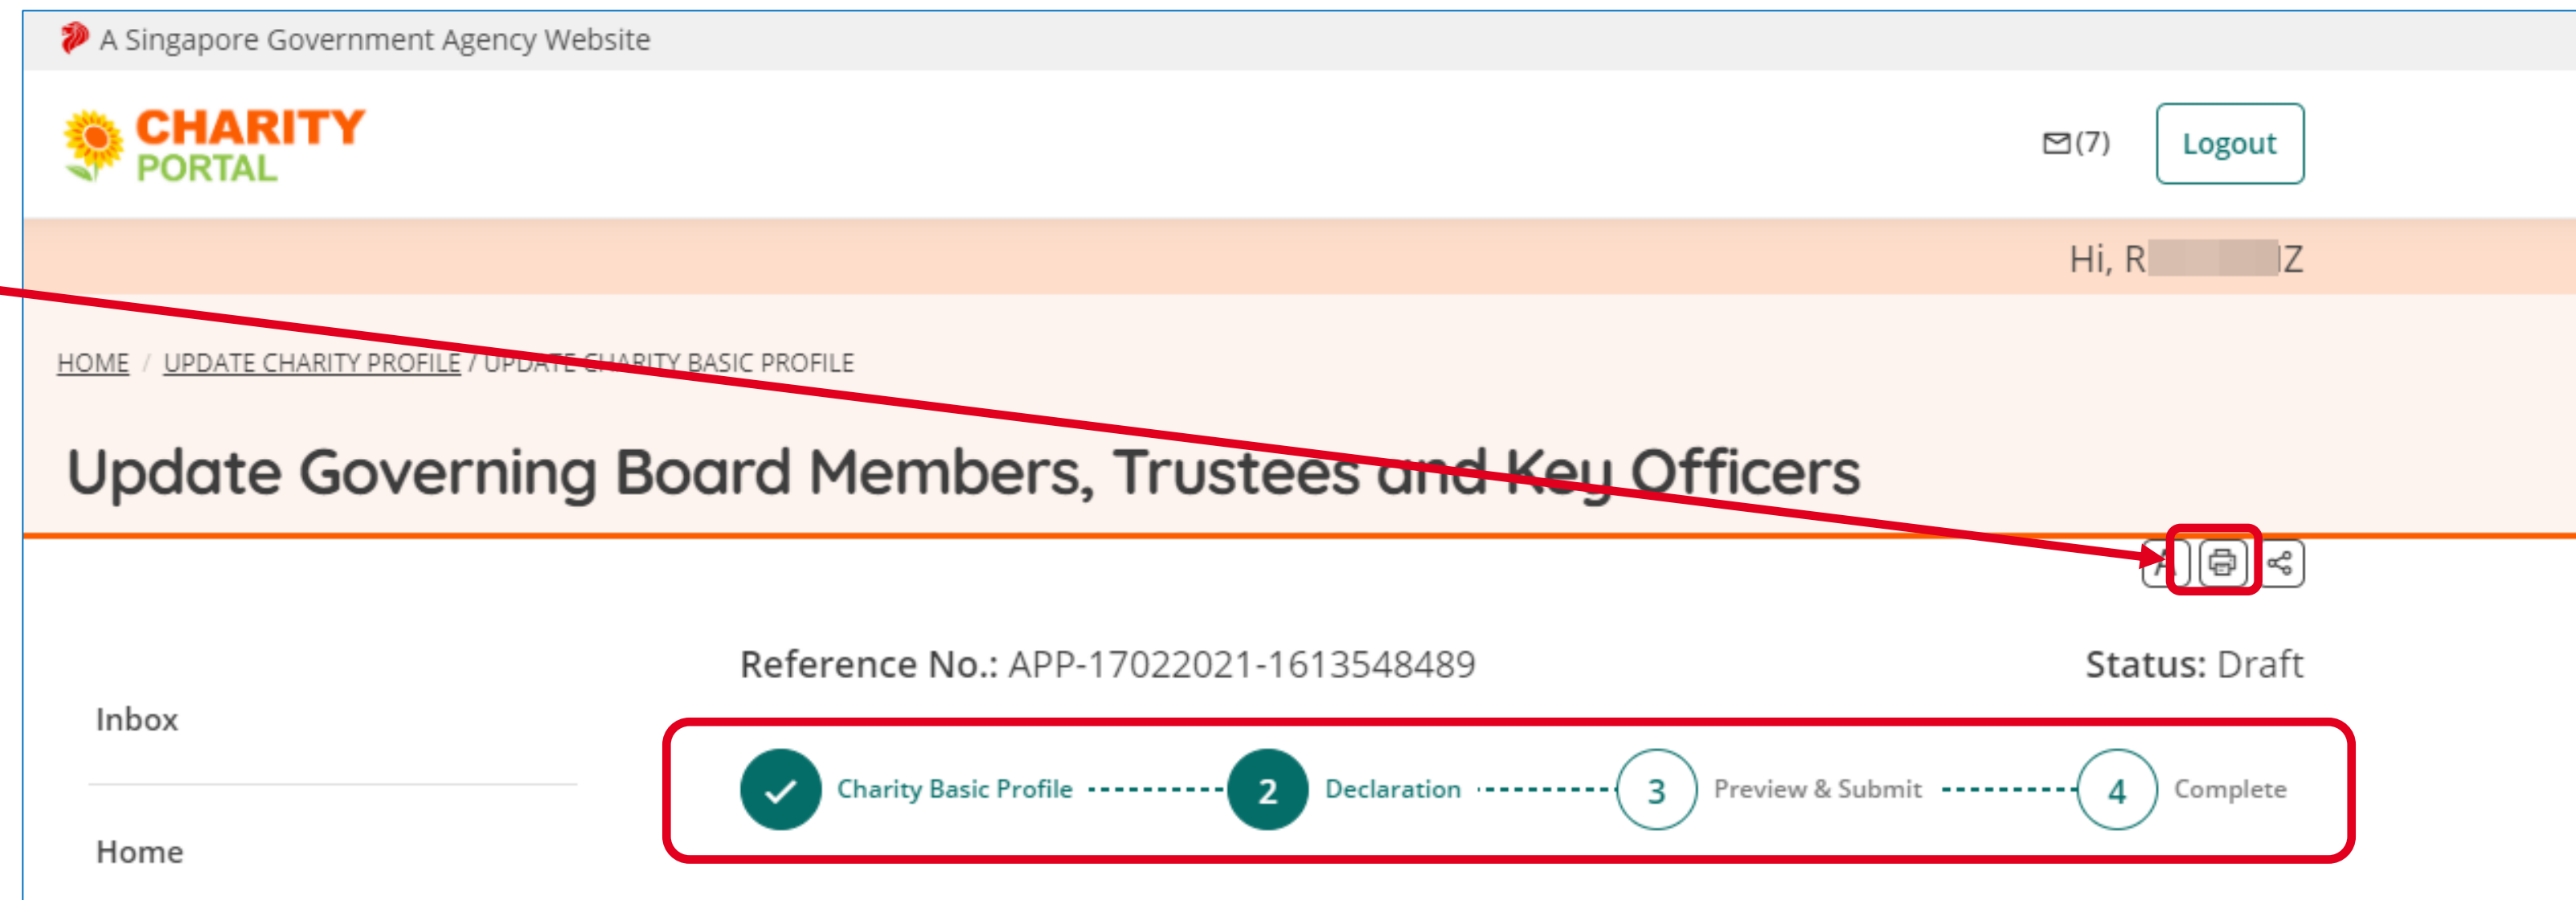 A Singapore Government Agency Website
CHARITY
PORTAL
(7)
Logout
Hi, R Z
HOME / UPDATE CHARITY PROFILE / UPDATE CHARITY BASIC PROFILE
Update Governing Board Members, Trustees and Key Officers
A
Reference No.: APP-17022021-1613548489
Status: Draft
Inbox
Charity Basic Profile
2 Declaration
3 Preview & Submit
4 Complete
Home